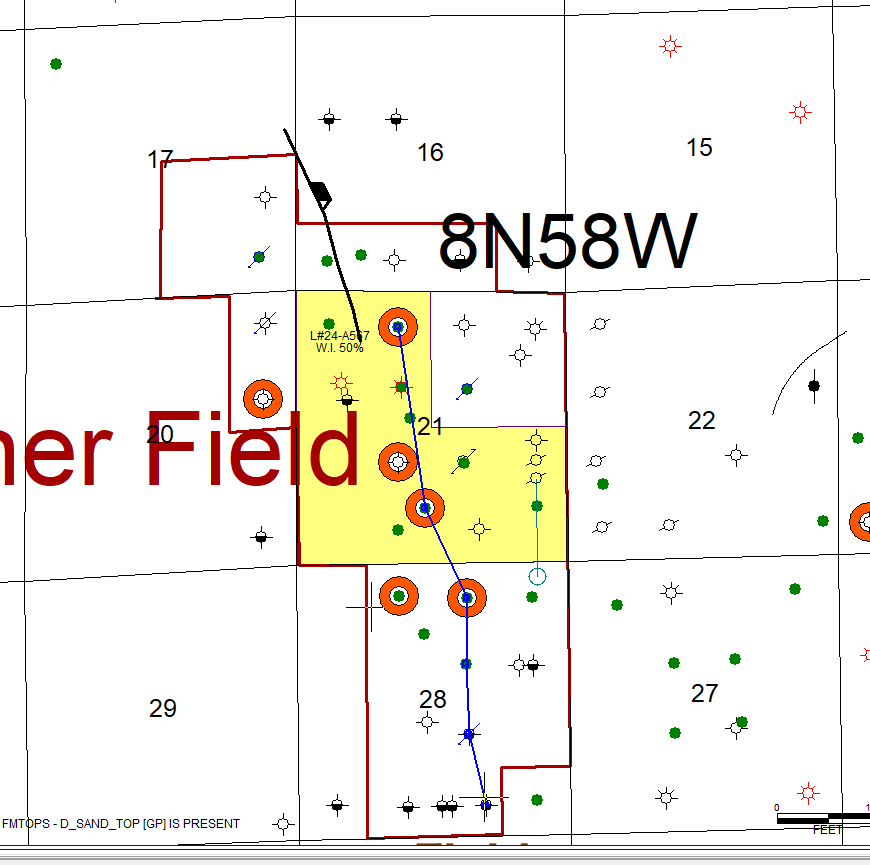 17
16
15
8N58W
L#24-A567
W.I. 50%
21
22
20
ner Field
29
28
27
FMTOPS - D_SAND_TOP [GP] IS PRESENT
0
FEET